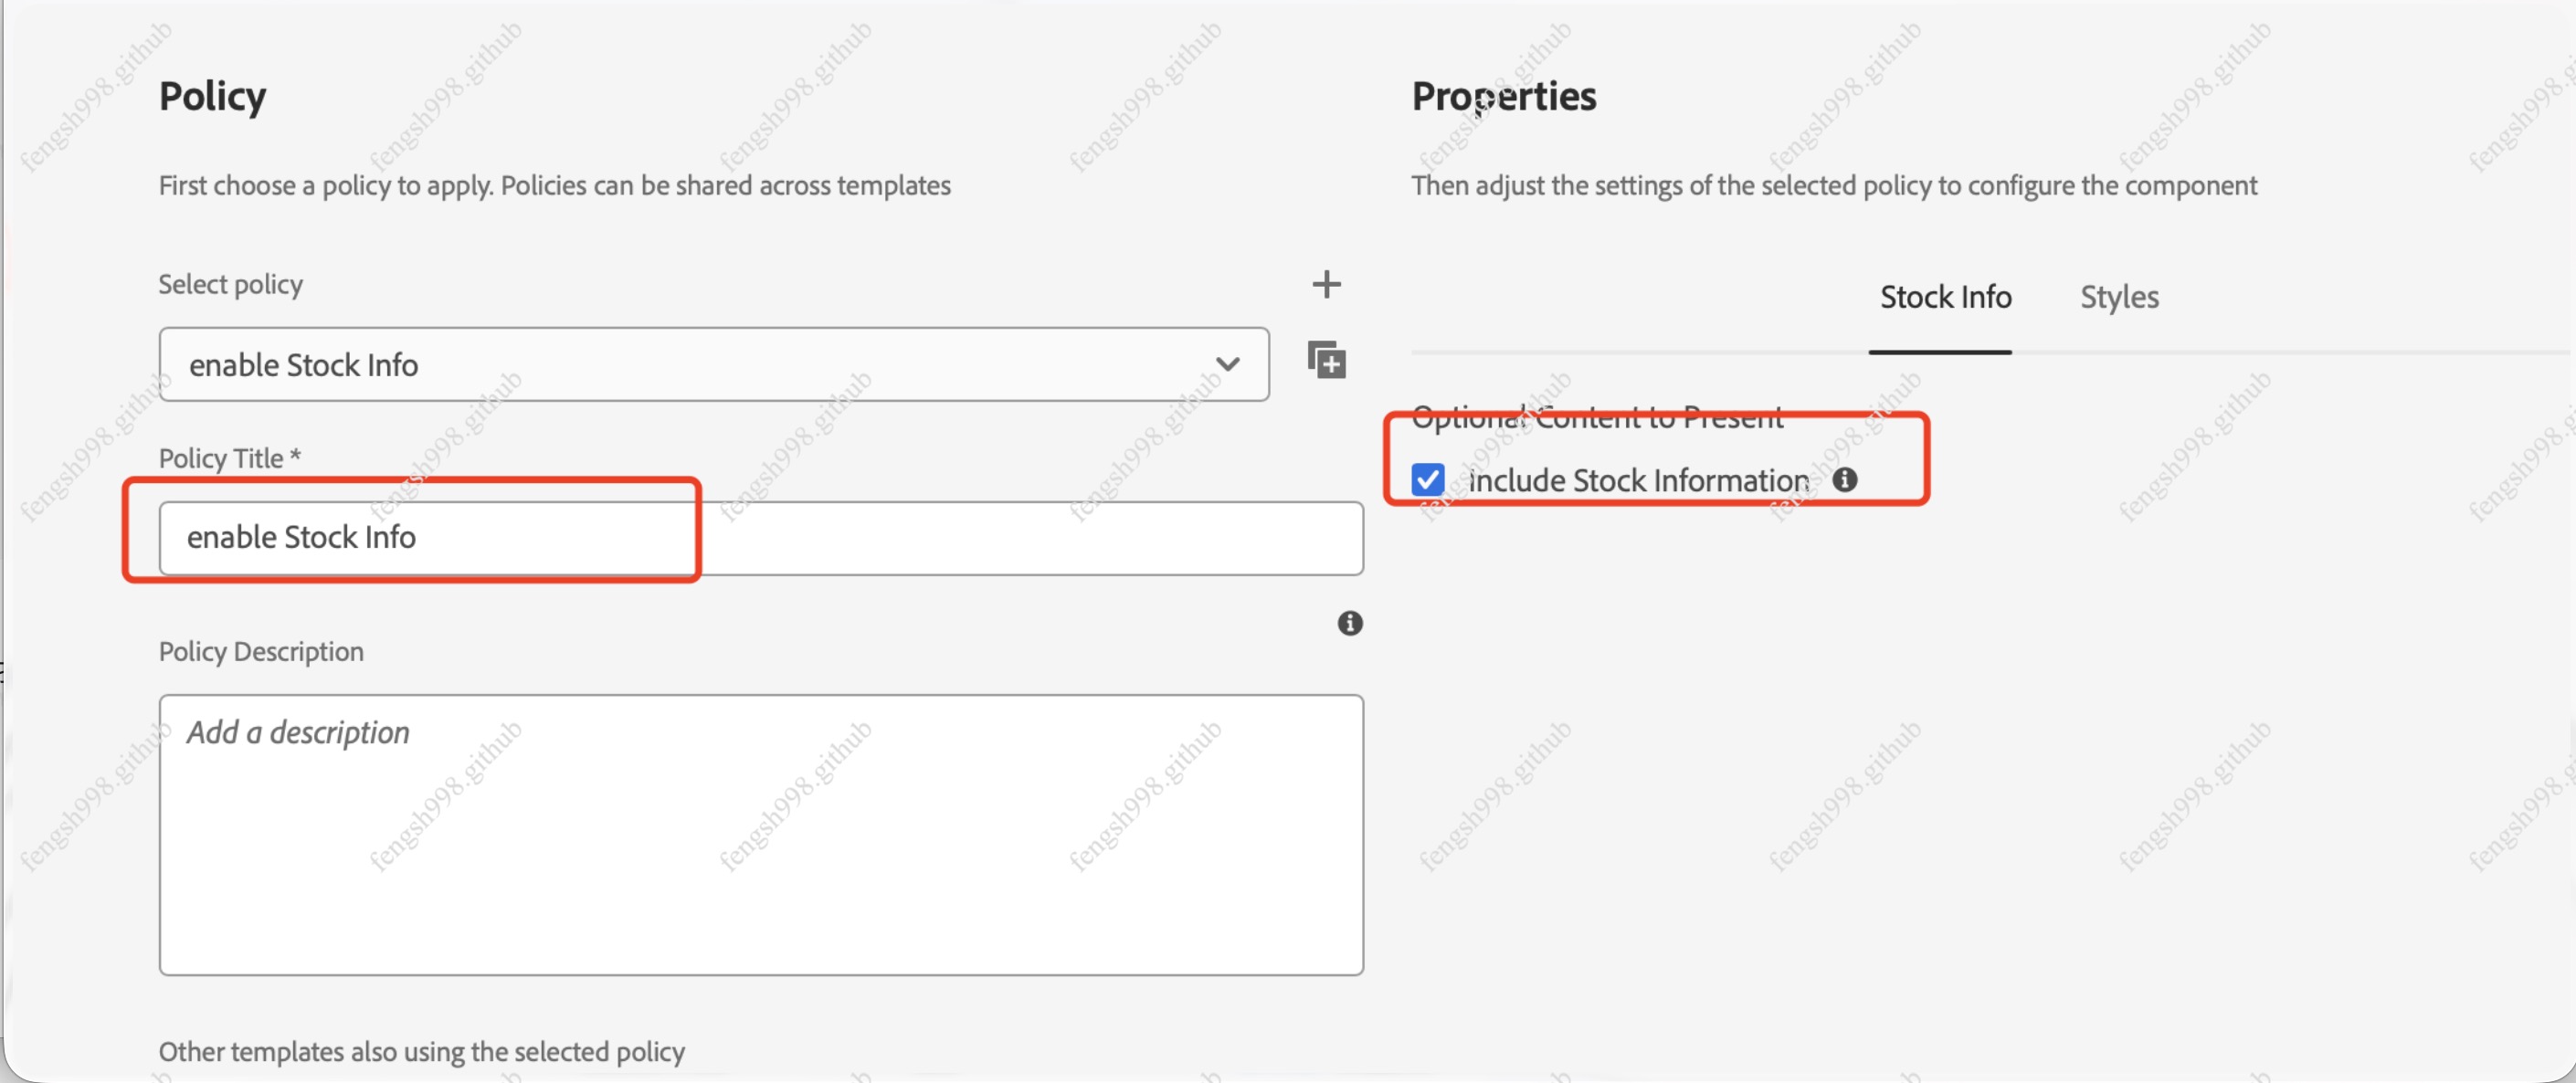 Policy
First choose a policy to apply. Policies can be shared across templates
Select policy
enable Stock Info
Policy Title *
enable Stock Info
Policy Description
Add a description
Other templates also using the selected policy
Properties
Then adjust the settings of the selected policy to configure the component
Stock Info Styles
Optional Content to Present
Include Stock Information
fengsh998.github